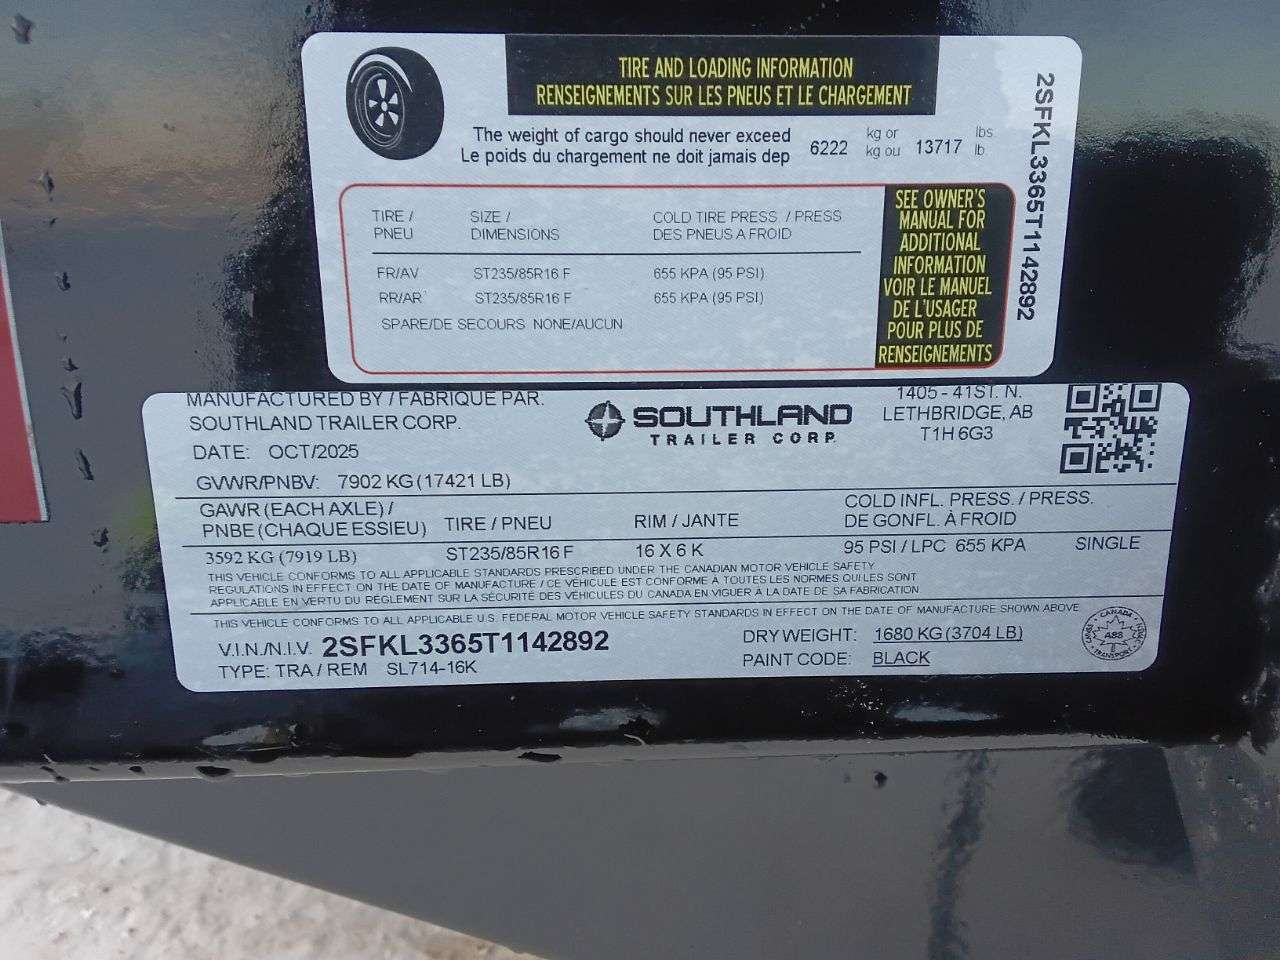 TIRE AND LOADING INFORMATION
RENSEIGNEMENTS SUR LES PNEUS ET LE CHARGEMENT
The weight of cargo should never exceed
Le poids du chargement ne doit jamais dep
6222 kg or 13717 lbs
kg ou lb
TIRE / SIZE / COLD TIRE PRESS. / PRESS
PNEU DIMENSIONS DES PNEUS A FROID
FR/AV ST235/85R16 F 655 KPA (95 PSI)
RR/AR ST235/85R16 F 655 KPA (95 PSI)
SPARE/DE SECOURS NONE/AUCUN
SEE OWNER'S
MANUAL FOR
ADDITIONAL
INFORMATION
VOIR LE MANUEL
DE L'USAGER
POUR PLUS DE
RENSEIGNEMENTS
2SFKL3365T1142892
MANUFACTURED BY / FABRIQUE PAR:
SOUTHLAND TRAILER CORP.
DATE: OCT/2025
SOUTHLAND
TRAILER CORP.
1405 - 41ST. N.
LETHBRIDGE, AB
T1H 6G3
GVWR/PNBV: 7902 KG (17421 LB)
GAWR (EACH AXLE) / COLD INFL. PRESS. / PRESS.
PNBE (CHAQUE ESSIEU) TIRE / PNEU RIM / JANTE DE GONFL. À FROID
3592 KG (7919 LB) ST235/85R16 F 16 X 6 K 95 PSI / LPC 655 KPA SINGLE
THIS VEHICLE CONFORMS TO ALL APPLICABLE STANDARDS PRESCRIBED UNDER THE CANADIAN MOTOR VEHICLE SAFETY
REGULATIONS IN EFFECT ON THE DATE OF MANUFACTURE / CE VÉHICULE EST CONFORME À TOUTES LES NORMES QUI LES SONT
APPLICABLE EN VERTU DU RÈGLEMENT SUR LA SÉCURITÉ DES VÉHICULES DU CANADA EN VIGUER À LA DATE DE SA FABRICATION
THIS VEHICLE CONFORMS TO ALL APPLICABLE U.S. FEDERAL MOTOR VEHICLE SAFETY STANDARDS IN EFFECT ON THE DATE OF MANUFACTURE SHOWN ABOVE
V.I.N./N.I.V. 2SFKL3365T1142892
TYPE: TRA / REM SL714-16K
DRY WEIGHT: 1680 KG (3704 LB)
PAINT CODE: BLACK
CANADA
A88
TRANSPORT